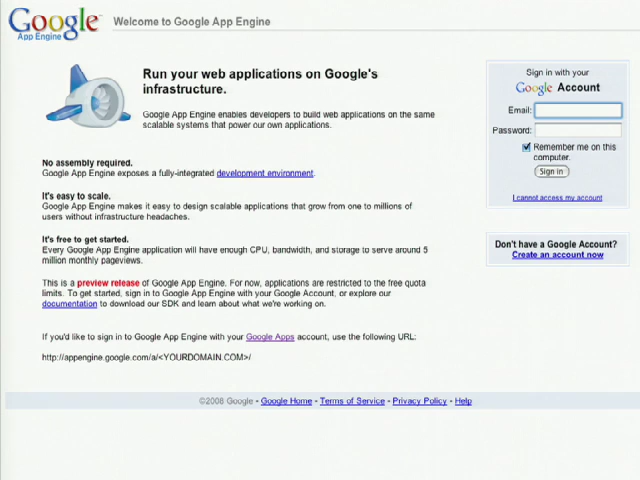 Google
App Engine
Welcome to Google App Engine
Run your web applications on Google's
infrastructure.
Google App Engine enables developers to build web applications on the same
scalable systems that power our own applications.
No assembly required.
Google App Engine exposes a fully-integrated development environment.
It's easy to scale.
Google App Engine makes it easy to design scalable applications that grow from one to millions of
users without infrastructure headaches.
It's free to get started.
Every Google App Engine application will have enough CPU, bandwidth, and storage to serve around 5
million monthly pageviews.
This is a preview release of Google App Engine. For now, applications are restricted to the free quota
limits. To get started, sign in to Google App Engine with your Google Account, or explore our
documentation to download our SDK and learn about what we're working on.
If you'd like to sign in to Google App Engine with your Google Apps account, use the following URL:
http://appengine.google.com/a/<YOURDOMAIN.COM>/
Sign in with your
Google Account
Email:
Password:
Remember me on this
computer.
Sign in
I cannot access my account
Don't have a Google Account?
Create an account now
©2008 Google - Google Home - Terms of Service - Privacy Policy - Help